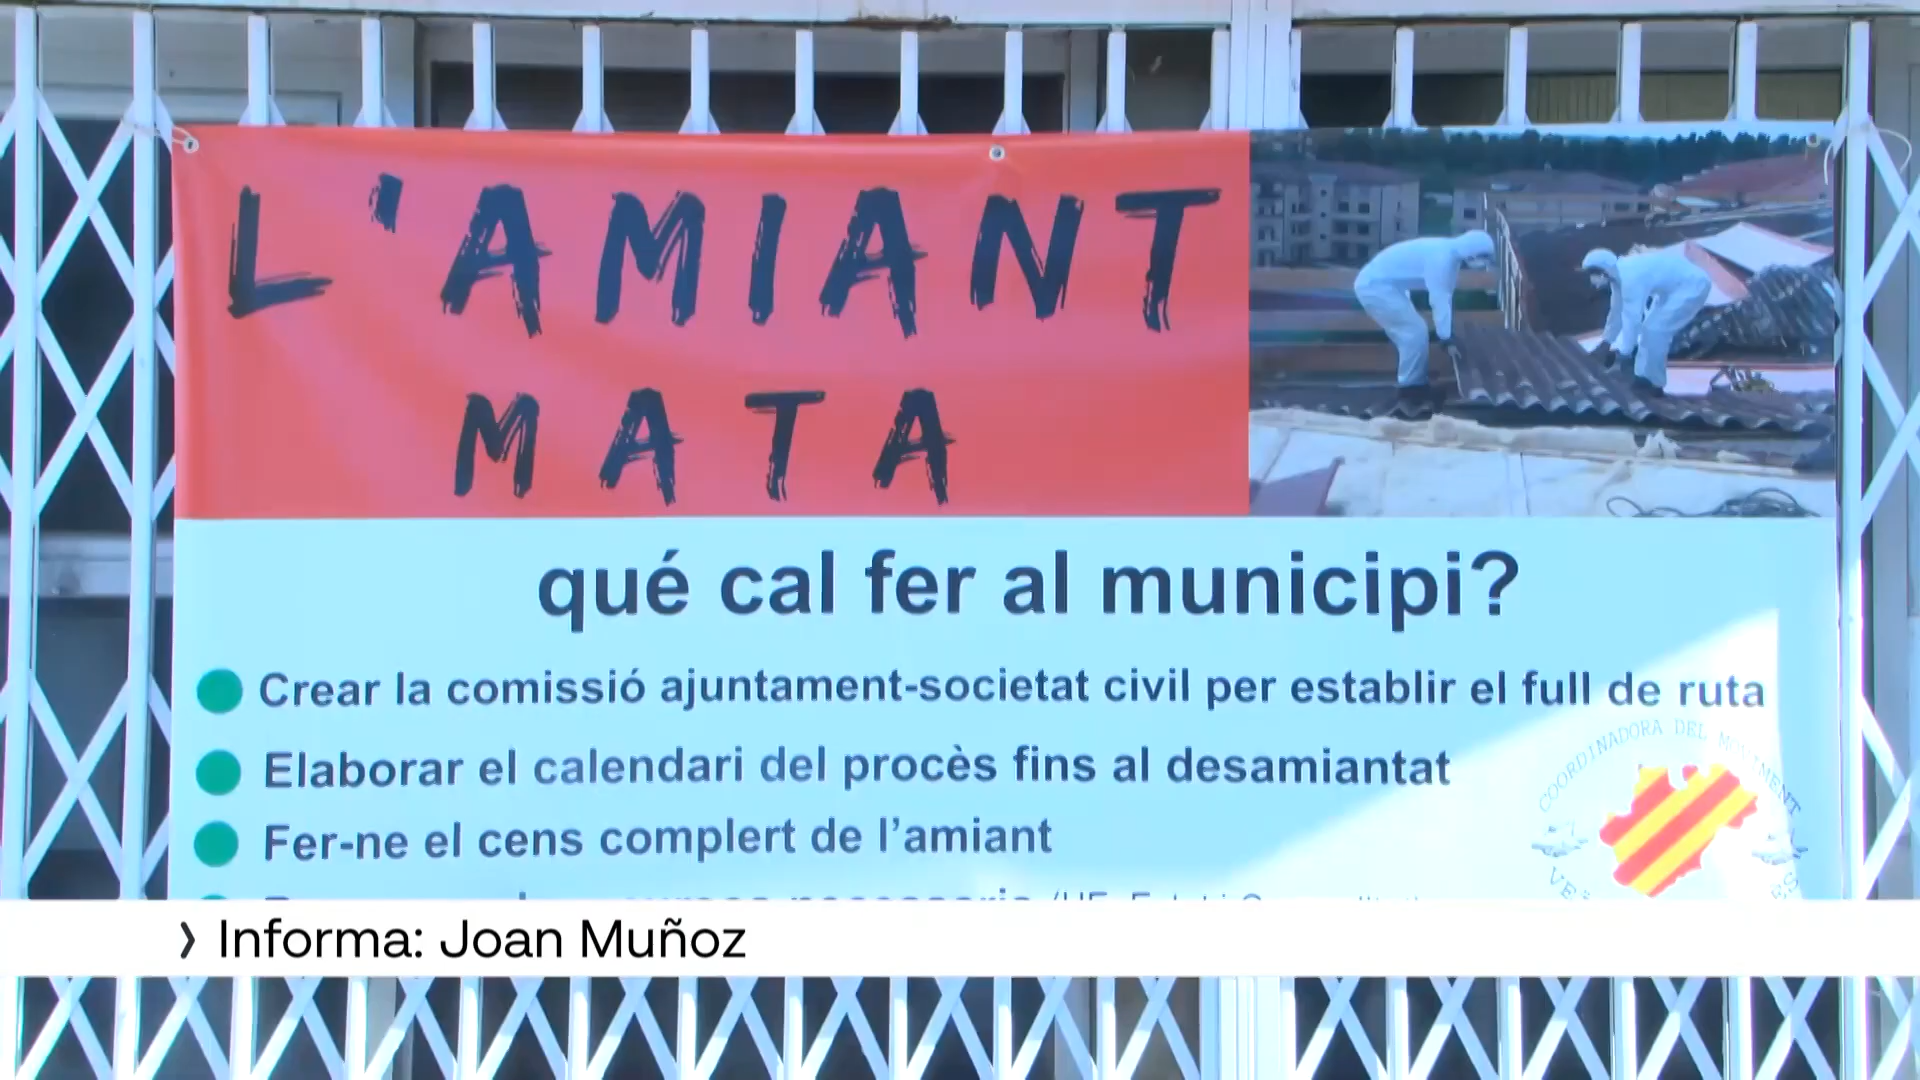 L'AMIANT
MATA
qué cal fer al municipi?
Crear la comissió ajuntament-societat civil per establir el full de ruta
Elaborar el calendari del procès fins al desamiantat
Fer-ne el cens complert de l'amiant
COORDINADORA DEL MOVIMENT
› Informa: Joan Muñoz